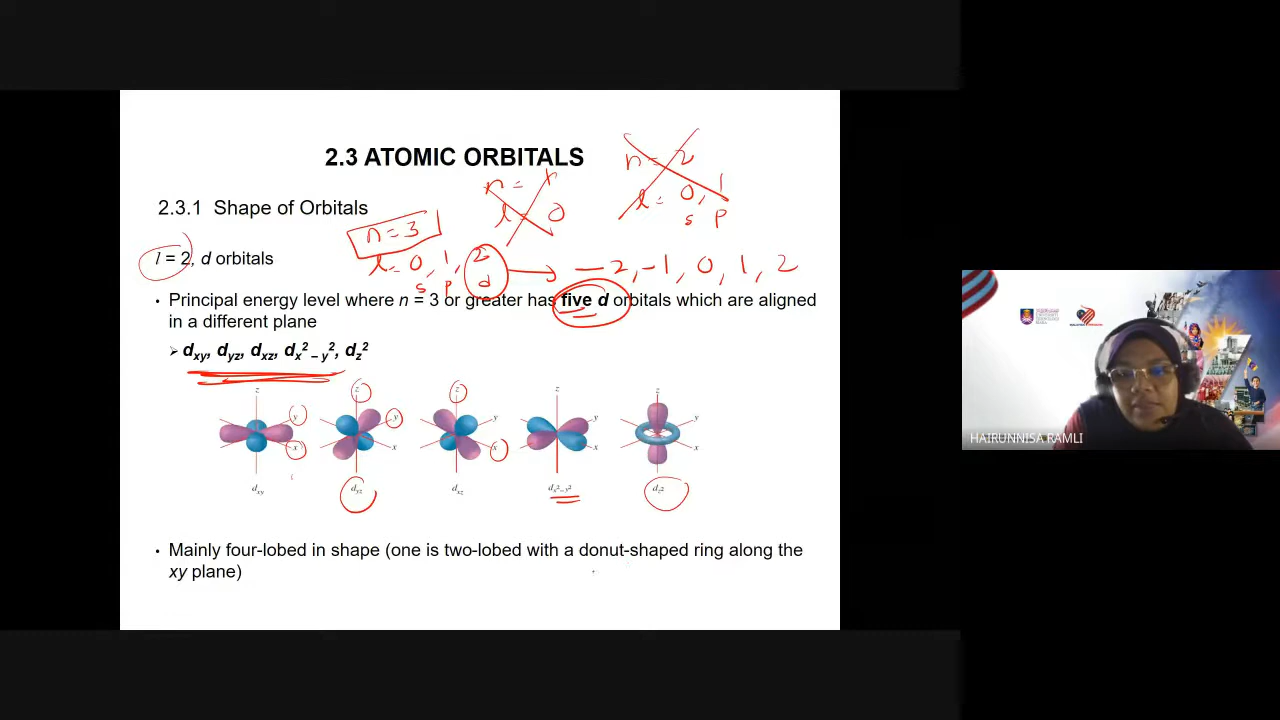 2.3 ATOMIC ORBITALS
n = 2
l = 0, 1
s p
2.3.1 Shape of Orbitals
l = 0
n = 3
l = 2, d orbitals
l = 0, 1, 2
s p d
-2, -1, 0, 1, 2
• Principal energy level where n = 3 or greater has five d orbitals which are aligned
in a different plane
➢ dxy, dyz, dxz, dx² – y², dz²
z z z z z
y y y y y
x x x x x
dxy dyz dxz dx²–y² dz²
• Mainly four-lobed in shape (one is two-lobed with a donut-shaped ring along the
xy plane)
HAIRUNNISA RAMLI